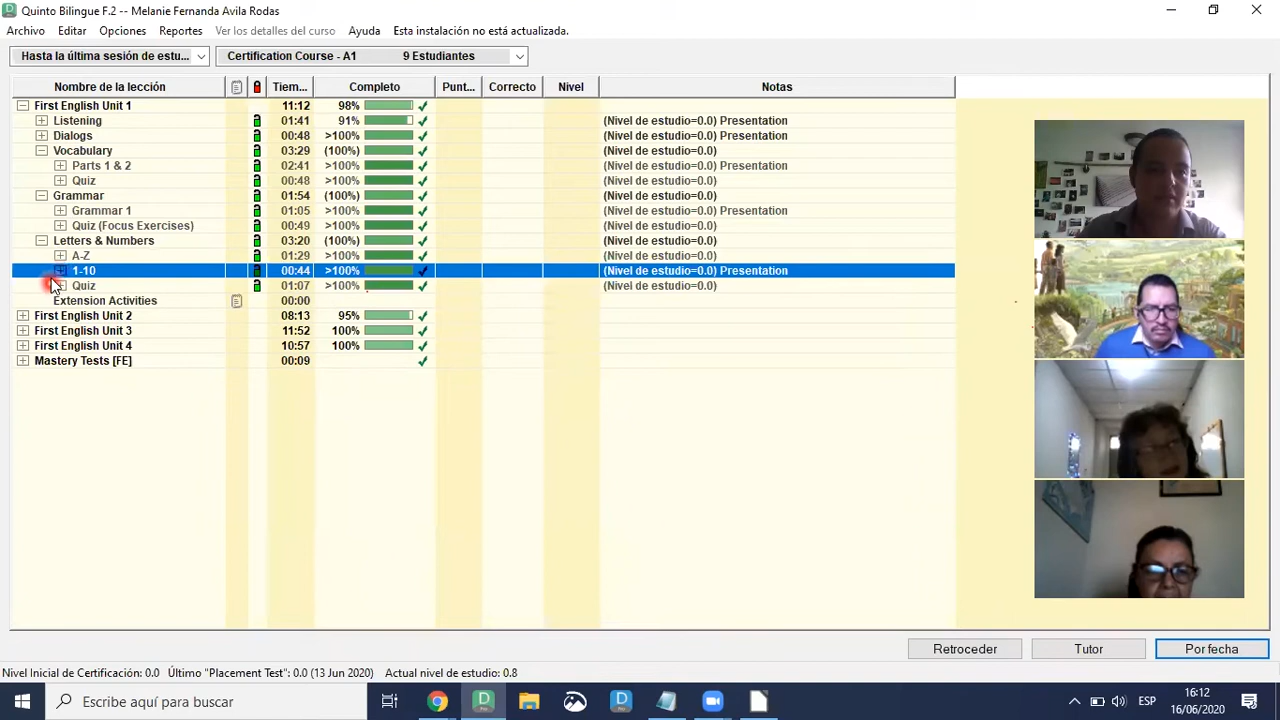 Quinto Bilingue F.2 -- Melanie Fernanda Avila Rodas
Archivo Editar Opciones Reportes Ver los detalles del curso Ayuda Esta instalación no está actualizada.
Hasta la última sesión de estu... Certification Course - A1 9 Estudiantes
Nombre de la lección Tiem... Completo Punt... Correcto Nivel Notas
First English Unit 1 11:12 98%
Listening 01:41 91% (Nivel de estudio=0.0) Presentation
Dialogs 00:48 >100% (Nivel de estudio=0.0) Presentation
Vocabulary 03:29 (100%) (Nivel de estudio=0.0)
Parts 1 & 2 02:41 >100% (Nivel de estudio=0.0) Presentation
Quiz 00:48 >100% (Nivel de estudio=0.0)
Grammar 01:54 (100%) (Nivel de estudio=0.0)
Grammar 1 01:05 >100% (Nivel de estudio=0.0) Presentation
Quiz (Focus Exercises) 00:49 >100% (Nivel de estudio=0.0)
Letters & Numbers 03:20 (100%) (Nivel de estudio=0.0)
A-Z 01:29 >100% (Nivel de estudio=0.0)
1-10 00:44 >100% (Nivel de estudio=0.0) Presentation
Quiz 01:07 >100% (Nivel de estudio=0.0)
Extension Activities 00:00
First English Unit 2 08:13 95%
First English Unit 3 11:52 100%
First English Unit 4 10:57 100%
Mastery Tests [FE] 00:09
Retroceder Tutor Por fecha
Nivel Inicial de Certificación: 0.0 Último "Placement Test": 0.0 (13 Jun 2020) Actual nivel de estudio: 0.8
Escribe aquí para buscar
ESP
16:12
16/06/2020